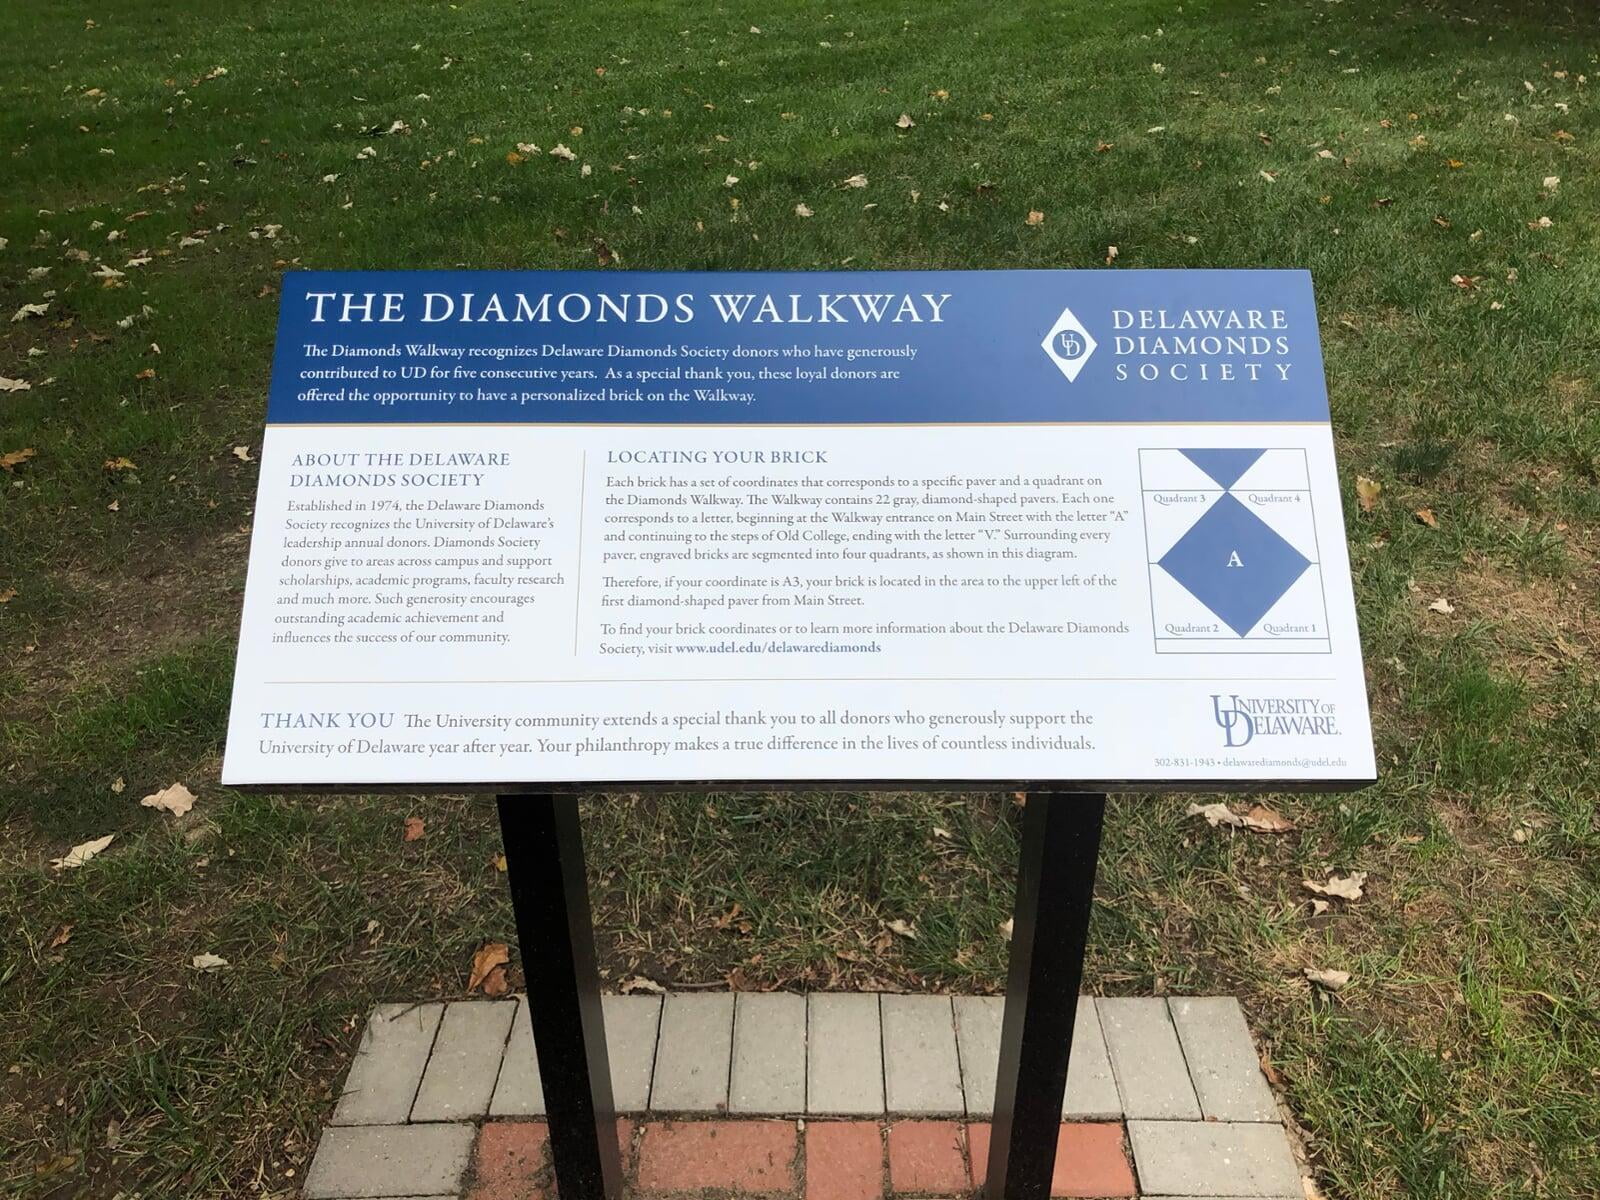 THE DIAMONDS WALKWAY
The Diamonds Walkway recognizes Delaware Diamonds Society donors who have generously
contributed to UD for five consecutive years. As a special thank you, these loyal donors are
offered the opportunity to have a personalized brick on the Walkway.
UD
DELAWARE
DIAMONDS
SOCIETY
ABOUT THE DELAWARE
DIAMONDS SOCIETY
Established in 1974, the Delaware Diamonds
Society recognizes the University of Delaware's
leadership annual donors. Diamonds Society
donors give to areas across campus and support
scholarships, academic programs, faculty research
and much more. Such generosity encourages
outstanding academic achievement and
influences the success of our community.
LOCATING YOUR BRICK
Each brick has a set of coordinates that corresponds to a specific paver and a quadrant on
the Diamonds Walkway. The Walkway contains 22 gray, diamond-shaped pavers. Each one
corresponds to a letter, beginning at the Walkway entrance on Main Street with the letter “A”
and continuing to the steps of Old College, ending with the letter “V.” Surrounding every
paver, engraved bricks are segmented into four quadrants, as shown in this diagram.
Therefore, if your coordinate is A3, your brick is located in the area to the upper left of the
first diamond-shaped paver from Main Street.
To find your brick coordinates or to learn more information about the Delaware Diamonds
Society, visit www.udel.edu/delawarediamonds
Quadrant 3 Quadrant 4
A
Quadrant 2 Quadrant 1
THANK YOU The University community extends a special thank you to all donors who generously support the
University of Delaware year after year. Your philanthropy makes a true difference in the lives of countless individuals.
UNIVERSITY OF
DELAWARE.
302-831-1943 • delawarediamonds@udel.edu